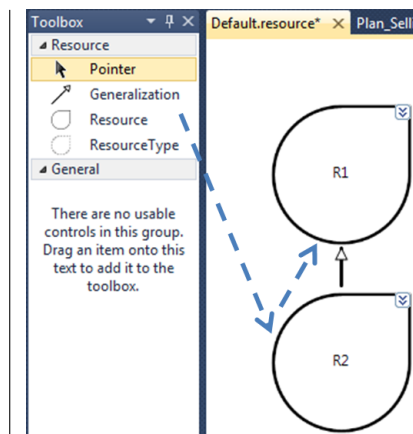 Toolbox
Default.resource*
Plan_Selli
Resource
Pointer
Generalization
Resource
ResourceType
General
There are no usable
controls in this group.
Drag an item onto this
text to add it to the
toolbox.
R1
R2